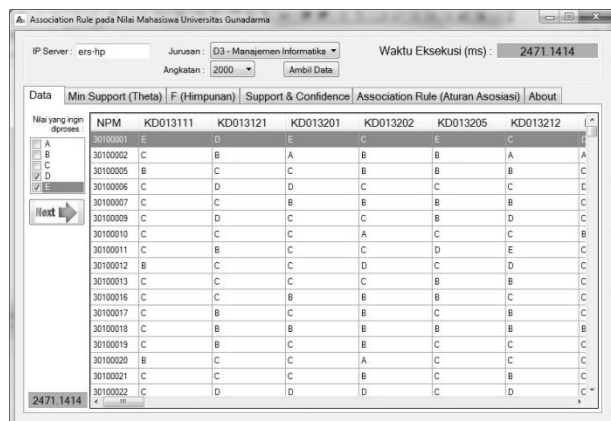 Association Rule pada Nilai Mahasiswa Universitas Gunadarma
IP Server : ers-hp Jurusan : D3 - Manajemen Informatika Waktu Eksekusi (ms) : 2471.1414
Angkatan : 2000 Ambil Data
Data Min Support (Theta) F (Himpunan) Support & Confidence Association Rule (Aturan Asosiasi) About
Nilai yang ingin diproses :
A
B
C
D
E
Next
NPM KD013111 KD013121 KD013201 KD013202 KD013205 KD013212
30100001 E D E C E C D
30100002 C B A B B A A
30100005 B C C B B B C
30100006 C D D C C C D
30100007 C C B B B B C
30100009 C D C C B D C
30100010 C C C A C C B
30100011 C B C C D E C
30100012 B C C D C D C
30100013 C C C C B B C
30100016 C C B B B C C
30100017 C B C B C B C
30100018 C B B B B B B
30100019 C B C B C C C
30100020 B C C A C C C
30100021 C C C B C B C
30100022 C D D D C D C
2471.1414